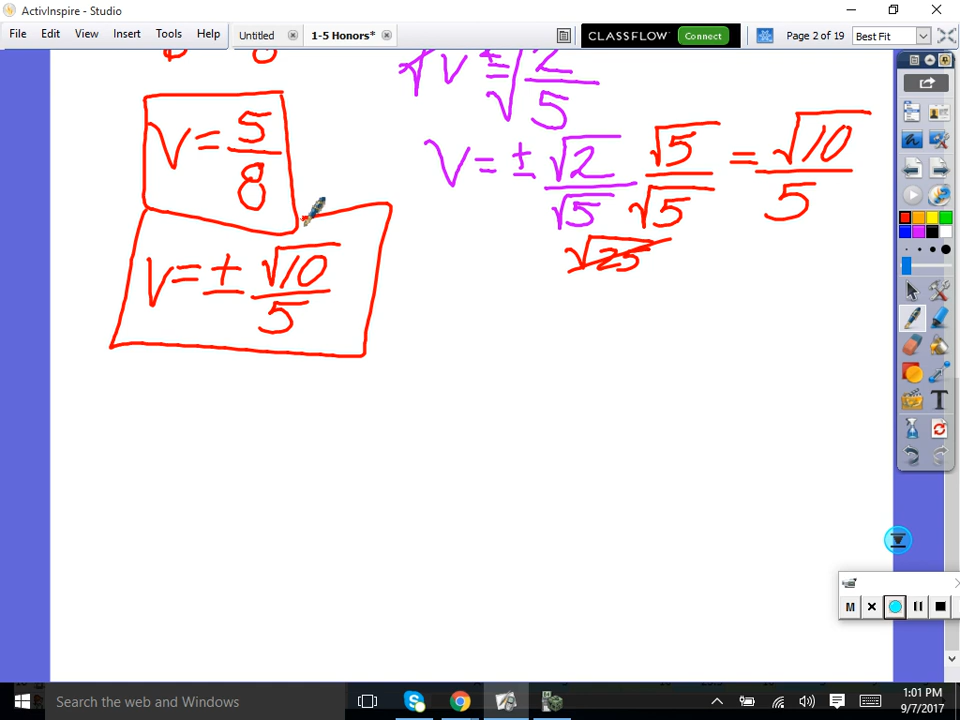 ActivInspire - Studio
File Edit View Insert Tools Help
Untitled
1-5 Honors*
CLASSFLOW Connect
Page 2 of 19
Best Fit
√V = ±√2/5
V = 5/8
V = ± √2/√5 √5/√5 = √10/5
√25
V = ± √10/5
M
Search the web and Windows
1:01 PM
9/7/2017